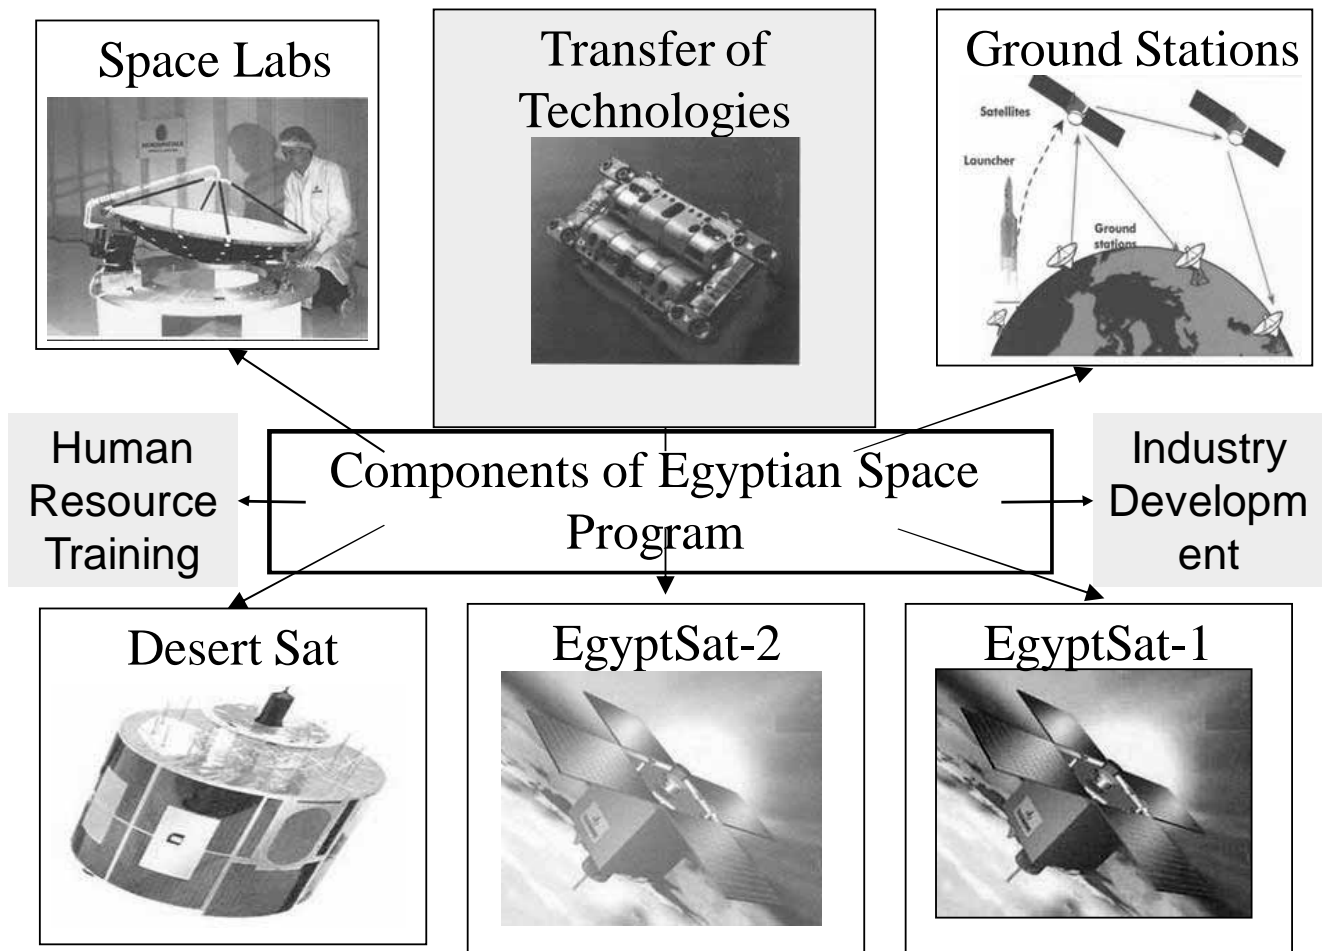 Space Labs
AEROSPATIALE
Transfer of
Technologies
Ground Stations
Satellites
Launcher
Ground
stations
Human
Resource
Training
Components of Egyptian Space
Program
Industry
Developm
ent
Desert Sat
EgyptSat-2
EgyptSat-1